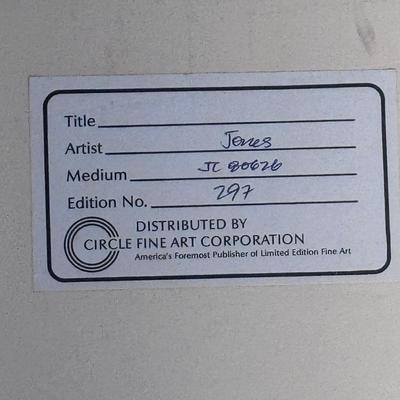 Title
Artist Jones
Medium JC 80626
Edition No. 297
DISTRIBUTED BY
CIRCLE FINE ART CORPORATION
America's Foremost Publisher of Limited Edition Fine Art